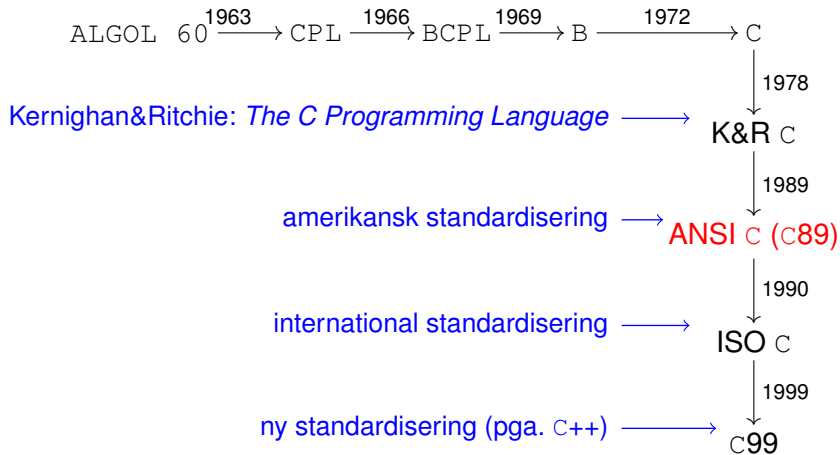 1963 1966 1969 1972
ALGOL 60 CPL BCPL B C
1978
Kernighan&Ritchie: The C Programming Language
K&R C
1989
amerikansk standardisering
ANSI C (C89)
1990
international standardisering
ISO C
1999
ny standardisering (pga. C++)
C99